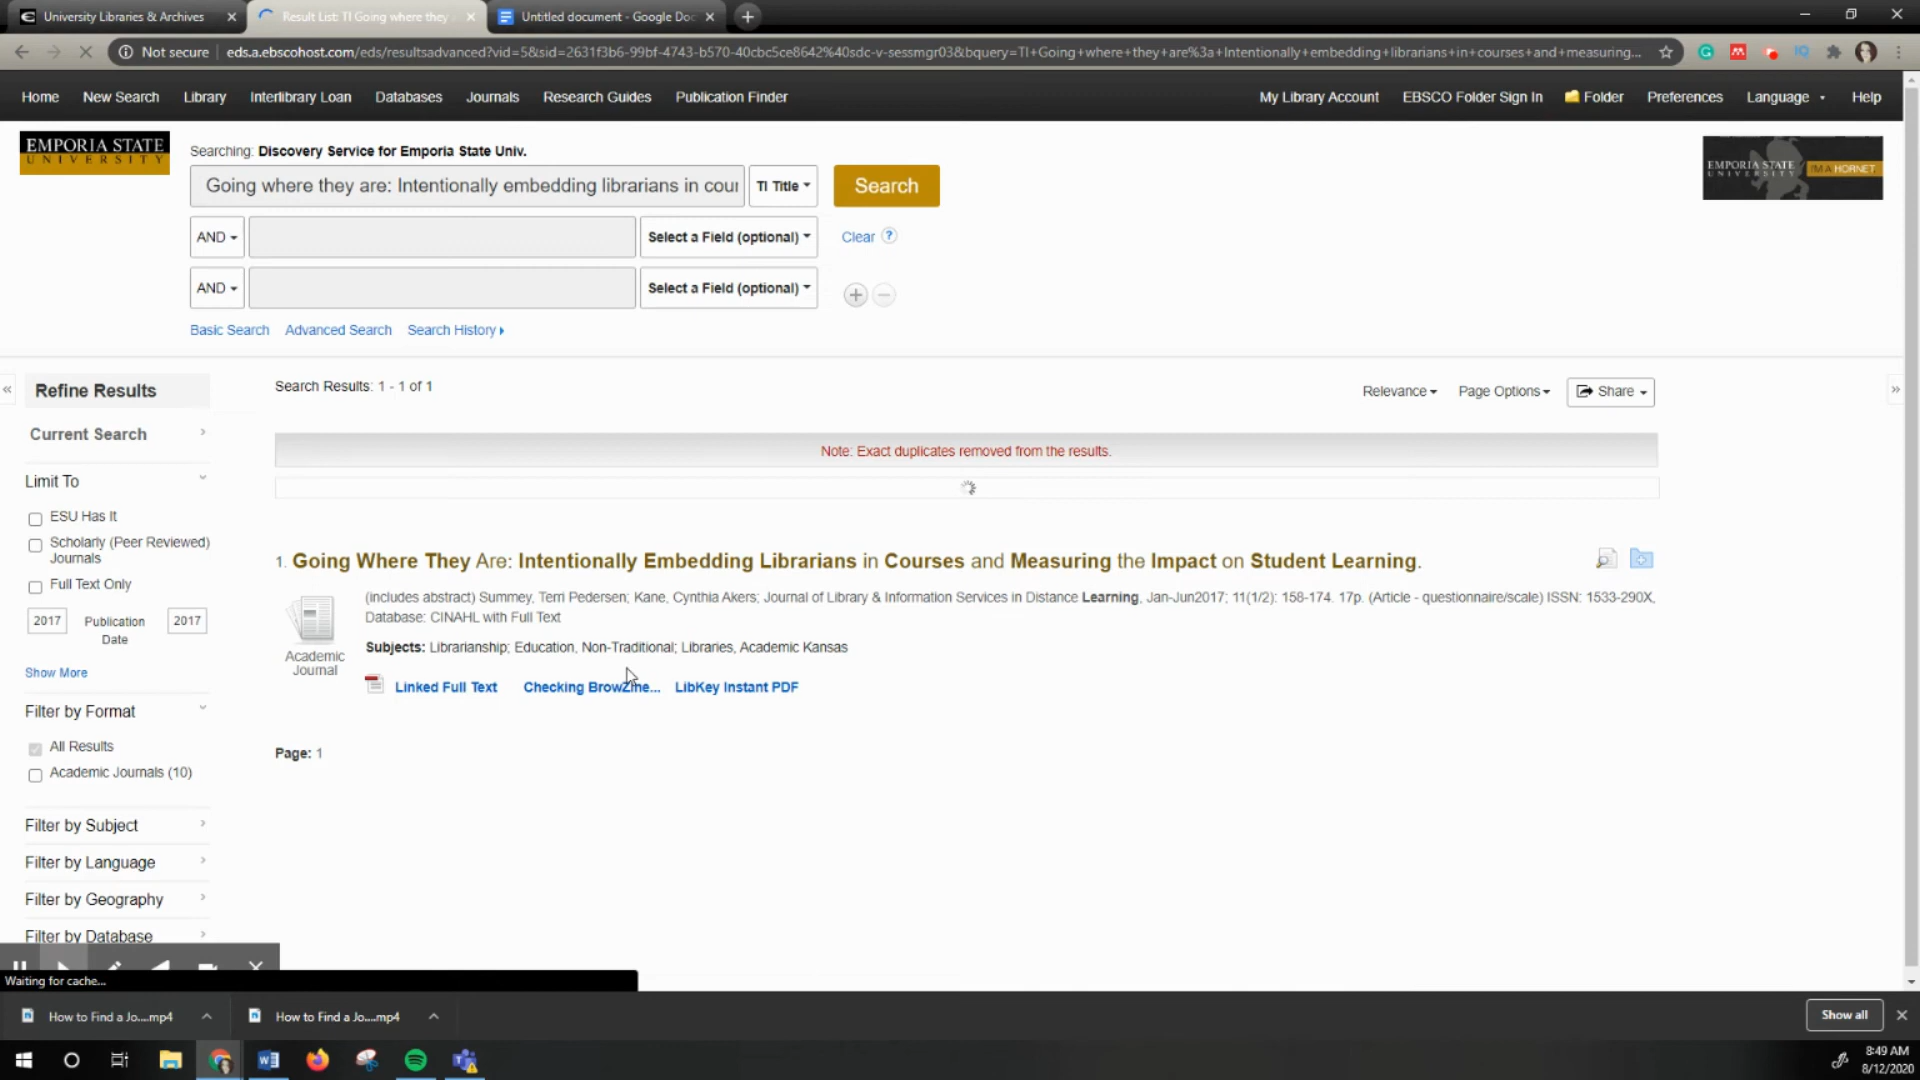 University Libraries & Archives
Result List: TI Going where they
Untitled document - Google Doc
Not secure
eds.a.ebscohost.com/eds/resultsadvanced?vid=5&sid=2631f3b6-99bf-4743-b570-40cbc5ce8642%40sdc-v-sessmgr03&bquery=TI+Going+where+they+are%3a+Intentionally+embedding+librarians+in+courses+and+measuring...
Home New Search Library Interlibrary Loan Databases Journals Research Guides Publication Finder My Library Account EBSCO Folder Sign In Folder Preferences Language Help
EMPORIA STATE
UNIVERSITY
Searching: Discovery Service for Emporia State Univ.
EMPORIA STATE
UNIVERSITY
I'M A HORNET
Going where they are: Intentionally embedding librarians in cour
TI Title
Search
AND
Select a Field (optional)
Clear ?
AND
Select a Field (optional)
Basic Search Advanced Search Search History
Refine Results
Current Search
Limit To
ESU Has It
Scholarly (Peer Reviewed)
Journals
Full Text Only
2017 Publication 2017
Date
Show More
Filter by Format
All Results
Academic Journals (10)
Filter by Subject
Filter by Language
Filter by Geography
Filter by Database
Search Results: 1 - 1 of 1
Relevance Page Options Share
Note: Exact duplicates removed from the results.
1. Going Where They Are: Intentionally Embedding Librarians in Courses and Measuring the Impact on Student Learning.
(includes abstract) Summey, Terri Pedersen; Kane, Cynthia Akers; Journal of Library & Information Services in Distance Learning, Jan-Jun2017; 11(1/2): 158-174. 17p. (Article - questionnaire/scale) ISSN: 1533-290X,
Database: CINAHL with Full Text
Subjects: Librarianship; Education, Non-Traditional; Libraries, Academic Kansas
Academic
Journal
Linked Full Text Checking BrowZine... LibKey Instant PDF
Page: 1
Waiting for cache...
How to Find a Jo....mp4
How to Find a Jo....mp4
Show all
8:49 AM
8/12/2020